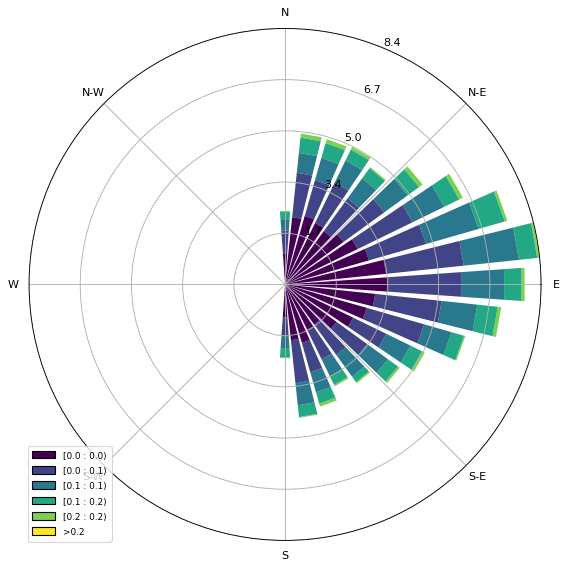 N
8.4
N-W
N-E
6.7
5.0
3.4
W
E
[0.0 : 0.0)
[0.0 : 0.1)
[0.1 : 0.1)
[0.1 : 0.2)
[0.2 : 0.2)
>0.2
S-W
S-E
S